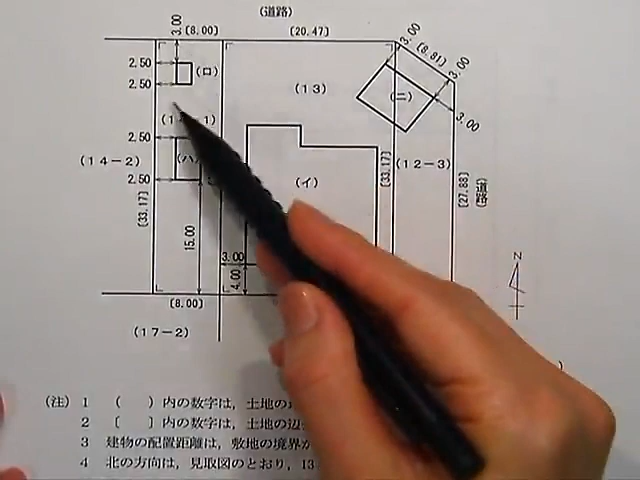 (道路)
3.00
[8.00]
[20.47]
3.00
[8.81]
3.00
2.50
(ロ)
2.50
(13)
(ニ)
3.00
2.50
(14-2)
(ハ)
(イ)
[33.17]
(12-3)
2.50
[27.88]
(道路)
[33.17]
15.00
N
3.00
4.00
[8.00]
(17-2)
(注) 1 ( )内の数字は,土地の
2 [ ]内の数字は,土地の辺
3 建物の配置距離は,敷地の境界か
4 北の方向は,見取図のとおり,13